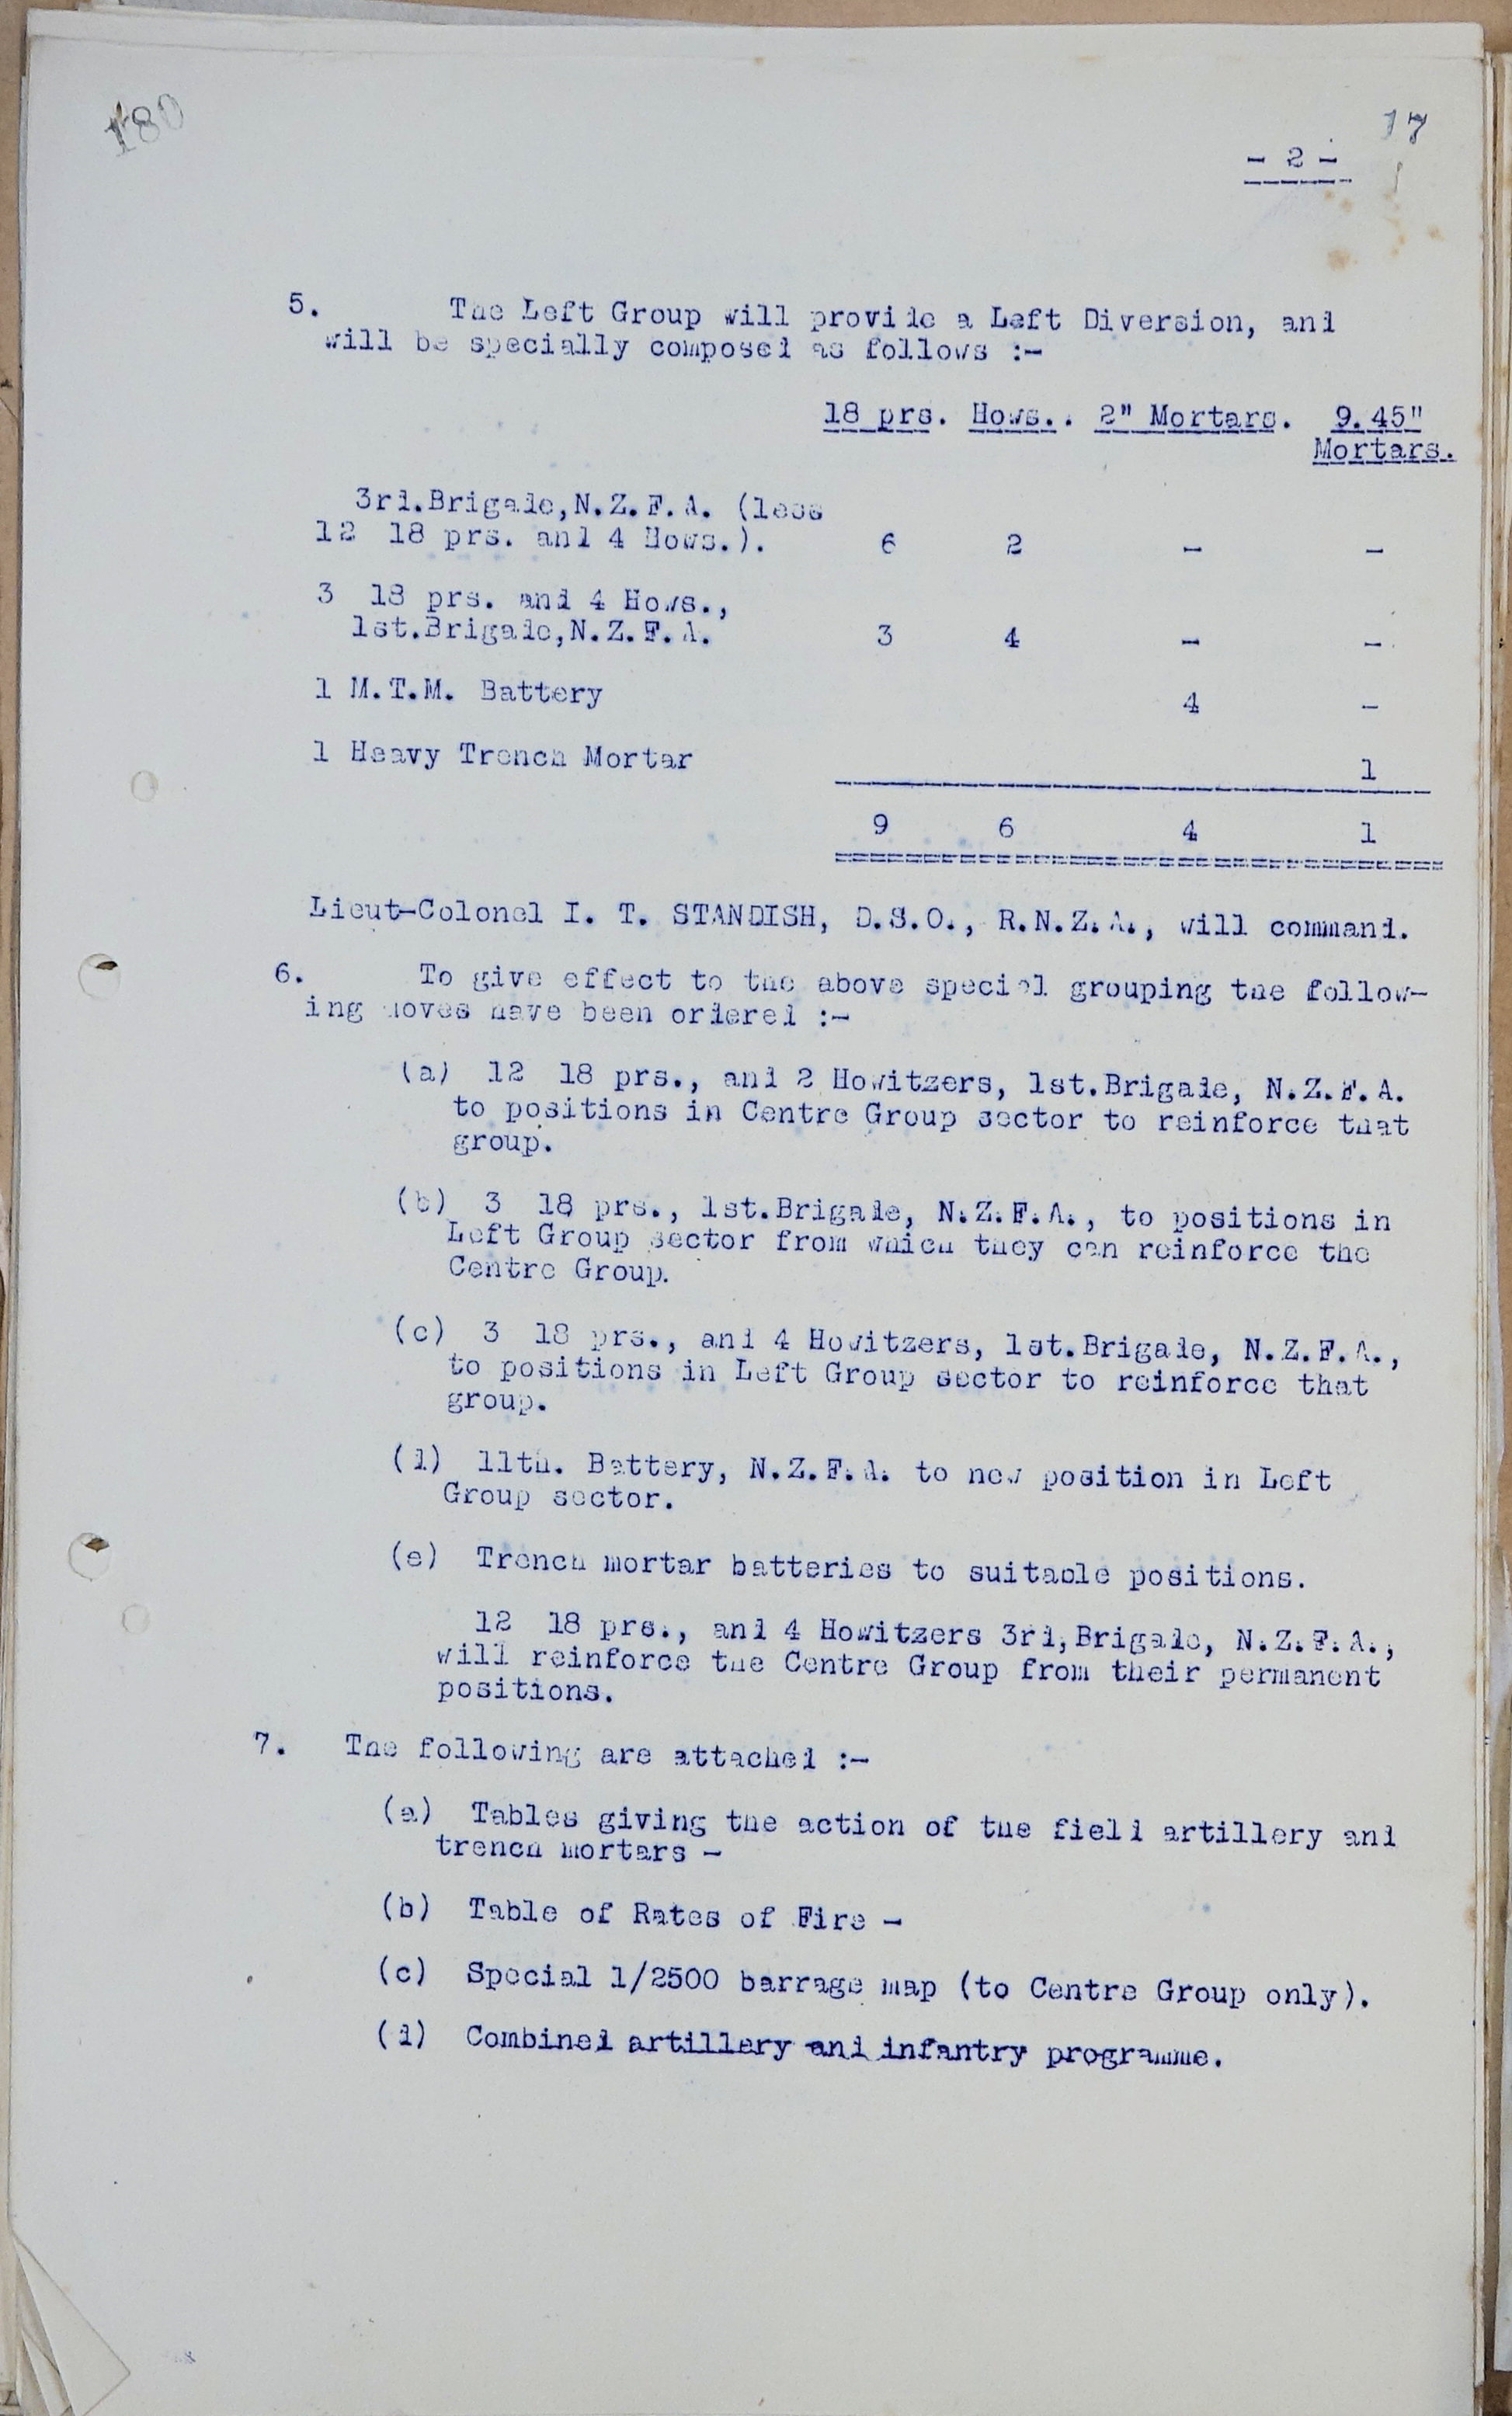 180
17
- 2 -
5. The Left Group will provide a Left Diversion, and
will be specially composed as follows :-
18 prs. Hows.. 2" Mortars. 9.45"
Mortars.
3rd.Brigade,N.Z.F.A. (less
12 18 prs. and 4 Hows.). 6 2 - -
3 18 prs. and 4 Hows.,
1st.Brigade,N.Z.F.A. 3 4 - -
1 M.T.M. Battery 4 -
1 Heavy Trench Mortar 1
9 6 4 1
Lieut-Colonel I. T. STANDISH, D.S.O., R.N.Z.A., will command.
6. To give effect to the above special grouping the follow-
ing moves have been ordered :-
(a) 12 18 prs., and 2 Howitzers, 1st.Brigade, N.Z.F.A.
to positions in Centre Group sector to reinforce that
group.
(b) 3 18 prs., 1st.Brigade, N.Z.F.A., to positions in
Left Group sector from which they can reinforce the
Centre Group.
(c) 3 18 prs., and 4 Howitzers, 1st.Brigade, N.Z.F.A.,
to positions in Left Group sector to reinforce that
group.
(d) 11th. Battery, N.Z.F.A. to new position in Left
Group sector.
(e) Trench mortar batteries to suitable positions.
12 18 prs., and 4 Howitzers 3rd,Brigade, N.Z.F.A.,
will reinforce the Centre Group from their permanent
positions.
7. The following are attached :-
(a) Tables giving the action of the field artillery and
trench mortars -
(b) Table of Rates of Fire -
(c) Special 1/2500 barrage map (to Centre Group only).
(d) Combined artillery and infantry programme.